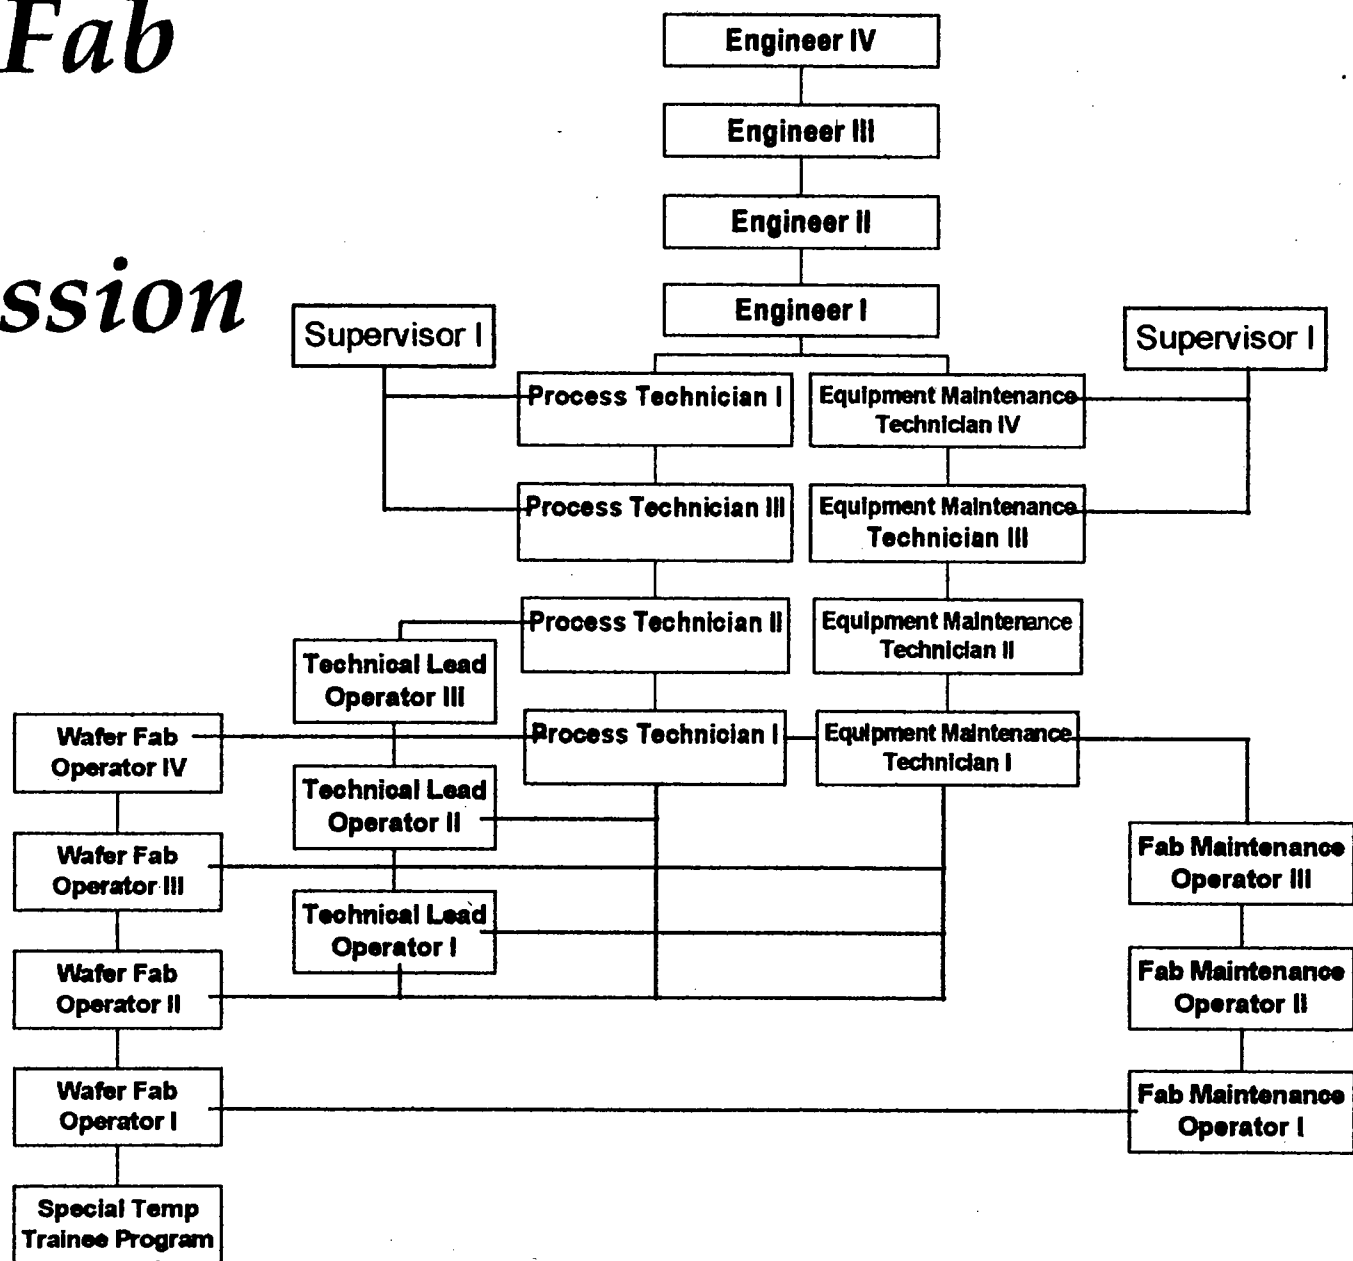 Fab
ssion
Engineer IV
Engineer III
Engineer II
Engineer I
Supervisor I
Supervisor I
Process Technician I
Equipment Maintenance
Technician IV
Process Technician III
Equipment Maintenance
Technician III
Process Technician II
Equipment Maintenance
Technician II
Technical Lead
Operator III
Process Technician I
Equipment Maintenance
Technician I
Wafer Fab
Operator IV
Technical Lead
Operator II
Wafer Fab
Operator III
Fab Maintenance
Operator III
Technical Lead
Operator I
Wafer Fab
Operator II
Fab Maintenance
Operator II
Wafer Fab
Operator I
Fab Maintenance
Operator I
Special Temp
Trainee Program